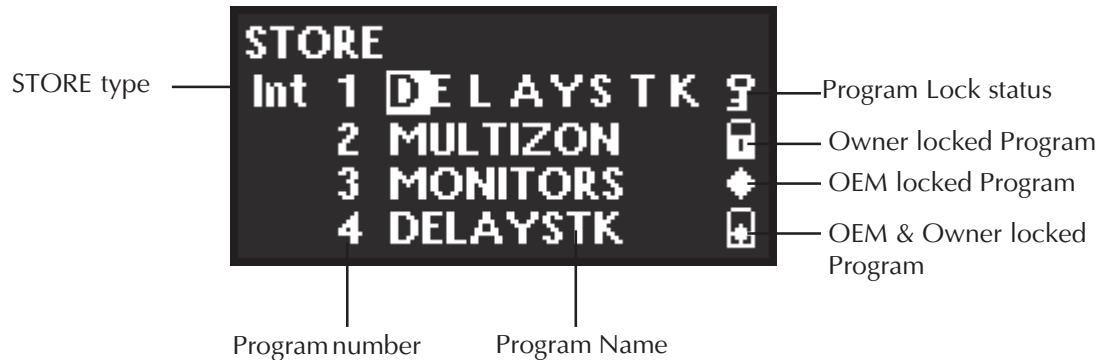 STORE
STORE type
Int 1 DELAYSTK
Program Lock status
2 MULTIZON
Owner locked Program
3 MONITORS
OEM locked Program
4 DELAYSTK
OEM & Owner locked
Program
Program number
Program Name